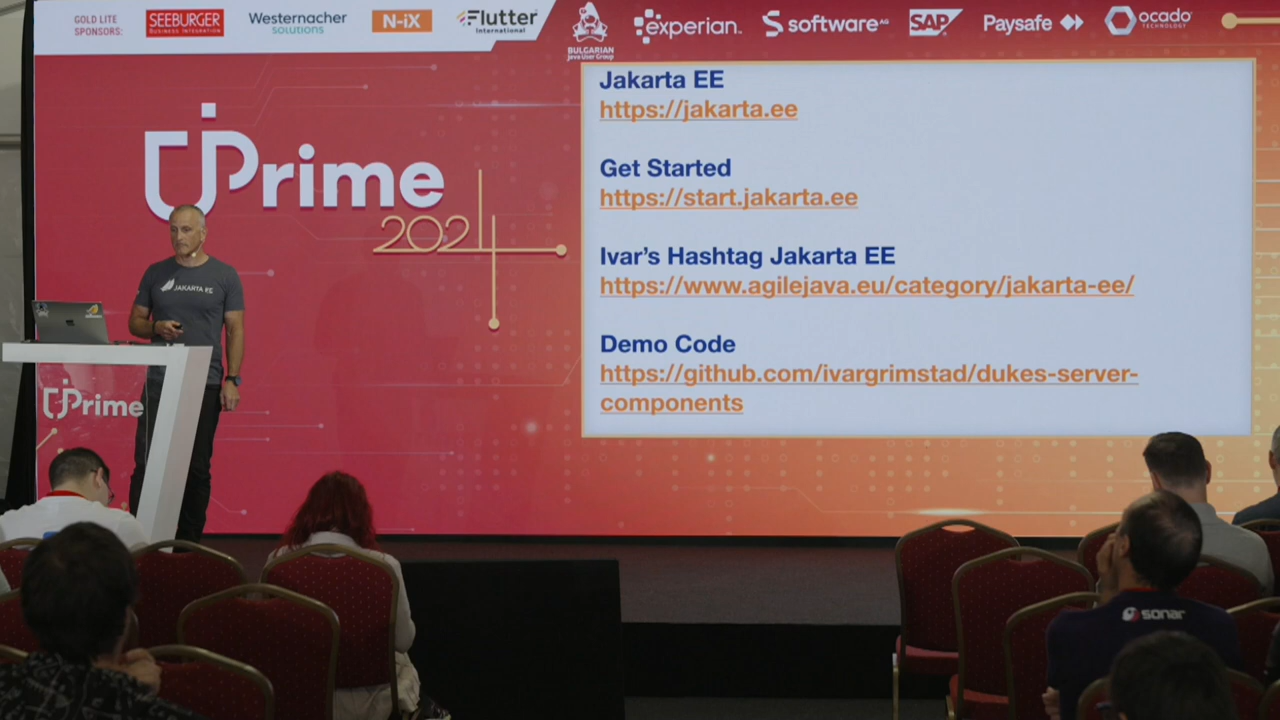 GOLD LITE
SPONSORS:
SEEBURGER
BUSINESS INTEGRATION
Westernacher
solutions
N-iX
Flutter
International
BULGARIAN
Java User Group
experian.
software AG
SAP
Paysafe
ocado
TECHNOLOGY
jPrime
2024
Jakarta EE
https://jakarta.ee
Get Started
https://start.jakarta.ee
Ivar's Hashtag Jakarta EE
https://www.agilejava.eu/category/jakarta-ee/
Demo Code
https://github.com/ivargrimstad/dukes-server-
components
JAKARTA EE
jPrime
sonar